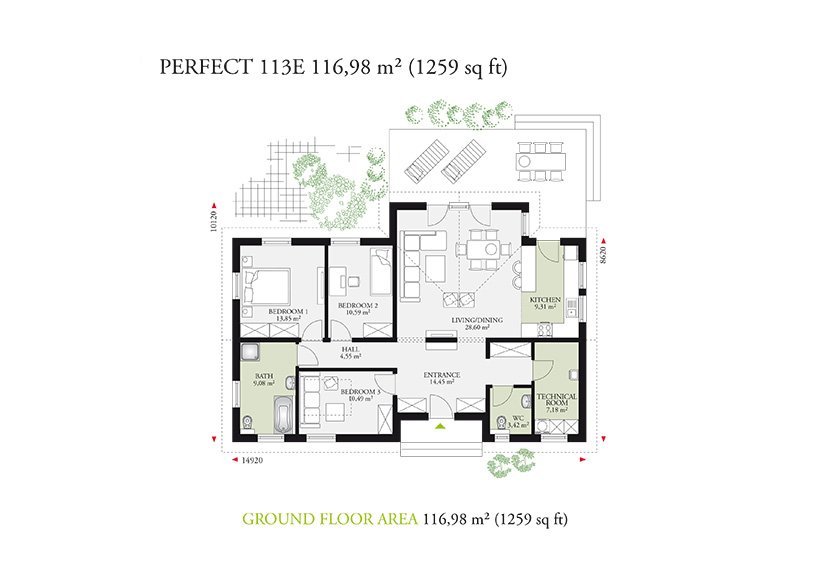 PERFECT 113E 116,98 m² (1259 sq ft)
10120
8620
BEDROOM 1
13.85 m²
BEDROOM 2
10.59 m²
LIVING/DINING
28.60 m²
KITCHEN
9.31 m²
HALL
4,55 m²
BATH
9,08 m²
BEDROOM 3
10.49 m²
ENTRANCE
14,45 m²
WC
3,42 m²
TECHNICAL
ROOM
7.18 m²
14920
GROUND FLOOR AREA 116,98 m² (1259 sq ft)